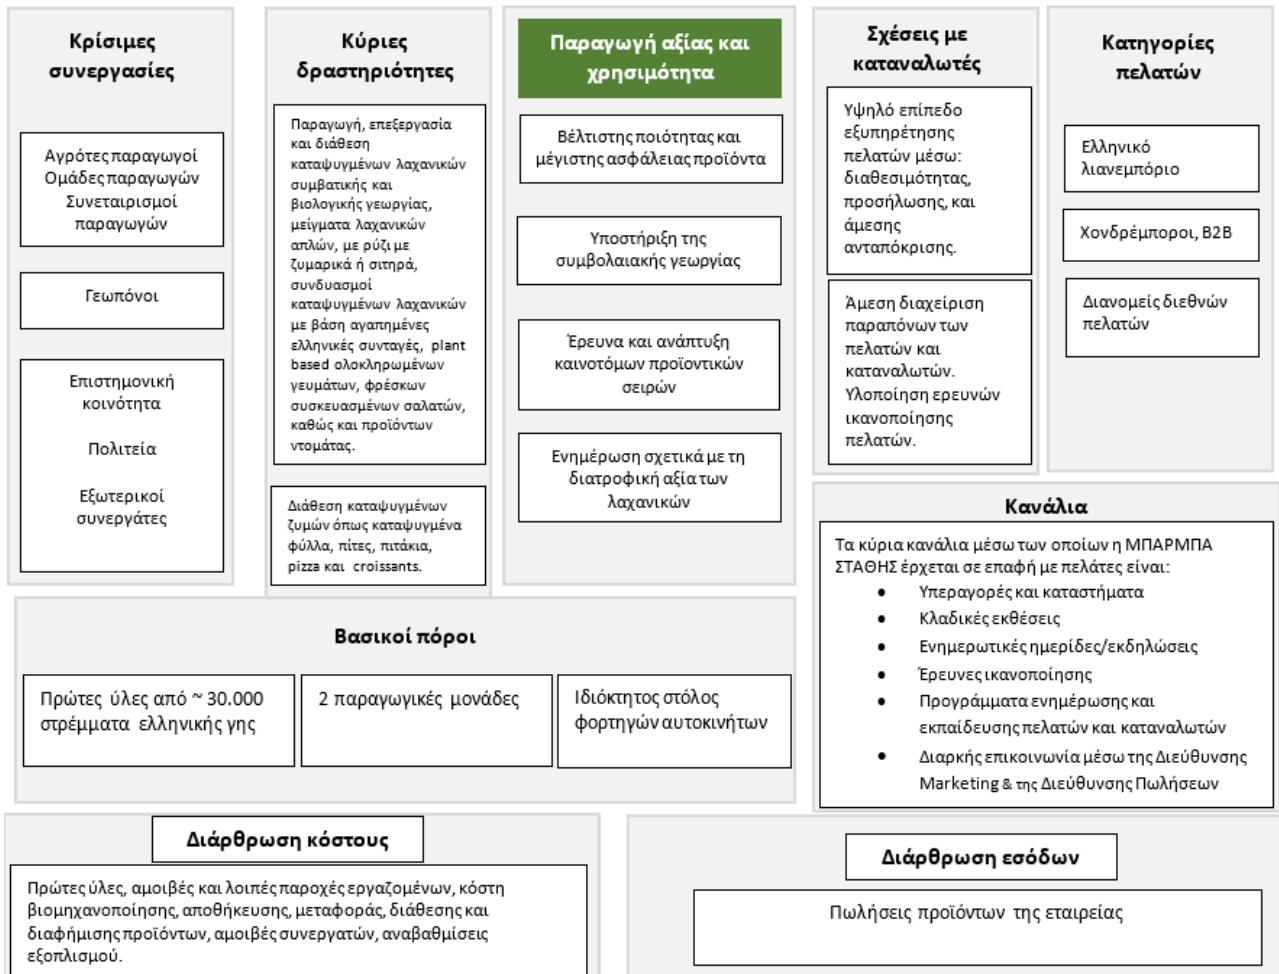 Κρίσιμες
συνεργασίες
Αγρότες παραγωγοί
Ομάδες παραγωγών
Συνεταιρισμοί
παραγωγών
Γεωπόνοι
Επιστημονική
κοινότητα
Πολιτεία
Εξωτερικοί
συνεργάτες
Κύριες
δραστηριότητες
Παραγωγή, επεξεργασία
και διάθεση
καταψυγμένων λαχανικών
συμβατικής και
βιολογικής γεωργίας,
μείγματα λαχανικών
απλών, με ρύζι με
ζυμαρικά ή σιτηρά,
συνδυασμοί
καταψυγμένων λαχανικών
με βάση αγαπημένες
ελληνικές συνταγές, plant
based ολοκληρωμένων
γευμάτων, φρέσκων
συσκευασμένων σαλατών,
καθώς και προϊόντων
ντομάτας.
Διάθεση καταψυγμένων
ζυμών όπως καταψυγμένα
φύλλα, πίτες, πιτάκια,
pizza και croissants.
Παραγωγή αξίας και
χρησιμότητα
Βέλτιστης ποιότητας και
μέγιστης ασφάλειας προϊόντα
Υποστήριξη της
συμβολαιακής γεωργίας
Έρευνα και ανάπτυξη
καινοτόμων προϊοντικών
σειρών
Ενημέρωση σχετικά με τη
διατροφική αξία των
λαχανικών
Σχέσεις με
καταναλωτές
Υψηλό επίπεδο
εξυπηρέτησης
πελατών μέσω:
διαθεσιμότητας,
προσήλωσης, και
άμεσης
ανταπόκρισης.
Άμεση διαχείριση
παραπόνων των
πελατών και
καταναλωτών.
Υλοποίηση ερευνών
ικανοποίησης
πελατών.
Κατηγορίες
πελατών
Ελληνικό
λιανεμπόριο
Χονδρέμποροι, B2B
Διανομείς διεθνών
πελατών
Κανάλια
Τα κύρια κανάλια μέσω των οποίων η ΜΠΑΡΜΠΑ
ΣΤΑΘΗΣ έρχεται σε επαφή με πελάτες είναι:
● Υπεραγορές και καταστήματα
● Κλαδικές εκθέσεις
● Ενημερωτικές ημερίδες/εκδηλώσεις
● Έρευνες ικανοποίησης
● Προγράμματα ενημέρωσης και
εκπαίδευσης πελατών και καταναλωτών
● Διαρκής επικοινωνία μέσω της Διεύθυνσης
Marketing & της Διεύθυνσης Πωλήσεων
Βασικοί πόροι
Πρώτες ύλες από ~ 30.000
στρέμματα ελληνικής γης
2 παραγωγικές μονάδες
Ιδιόκτητος στόλος
φορτηγών αυτοκινήτων
Διάρθρωση κόστους
Πρώτες ύλες, αμοιβές και λοιπές παροχές εργαζομένων, κόστη
βιομηχανοποίησης, αποθήκευσης, μεταφοράς, διάθεσης και
διαφήμισης προϊόντων, αμοιβές συνεργατών, αναβαθμίσεις
εξοπλισμού.
Διάρθρωση εσόδων
Πωλήσεις προϊόντων της εταιρείας